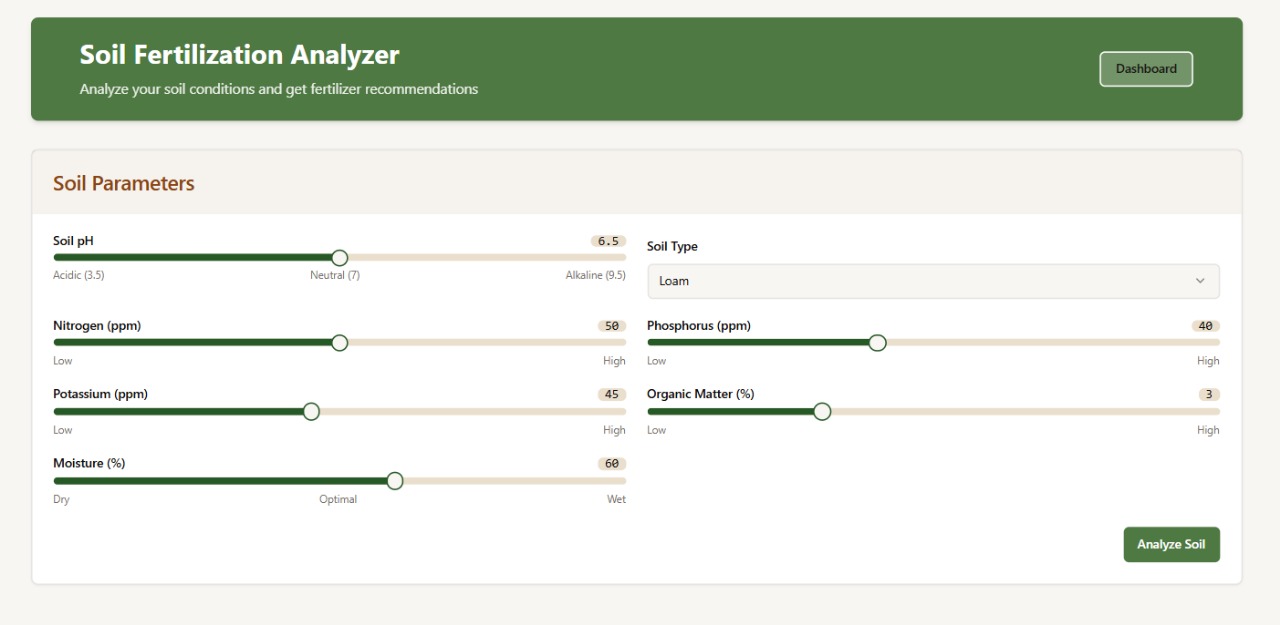 Soil Fertilization Analyzer
Analyze your soil conditions and get fertilizer recommendations
Dashboard
Soil Parameters
Soil pH 6.5
Acidic (3.5) Neutral (7) Alkaline (9.5)
Soil Type
Loam
Nitrogen (ppm) 50
Low High
Phosphorus (ppm) 40
Low High
Potassium (ppm) 45
Low High
Organic Matter (%) 3
Low High
Moisture (%) 60
Dry Optimal Wet
Analyze Soil